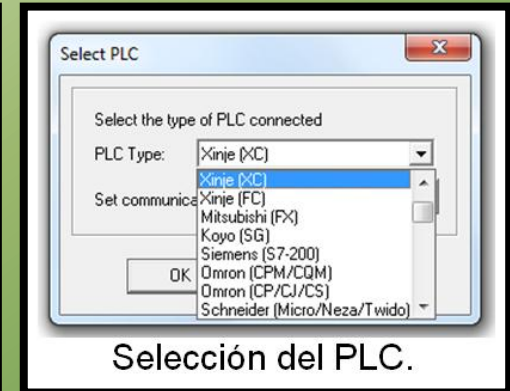 Select PLC
Select the type of PLC connected
PLC Type:
Xinje (XC)
Xinje (XC)
Xinje (FC)
Set communica
Mitsubishi (FX)
Koyo (SG)
Siemens (S7-200)
OK
Omron (CPM/CQM)
Omron (CP/CJ/CS)
Schneider (Micro/Neza/Twido)
Selección del PLC.